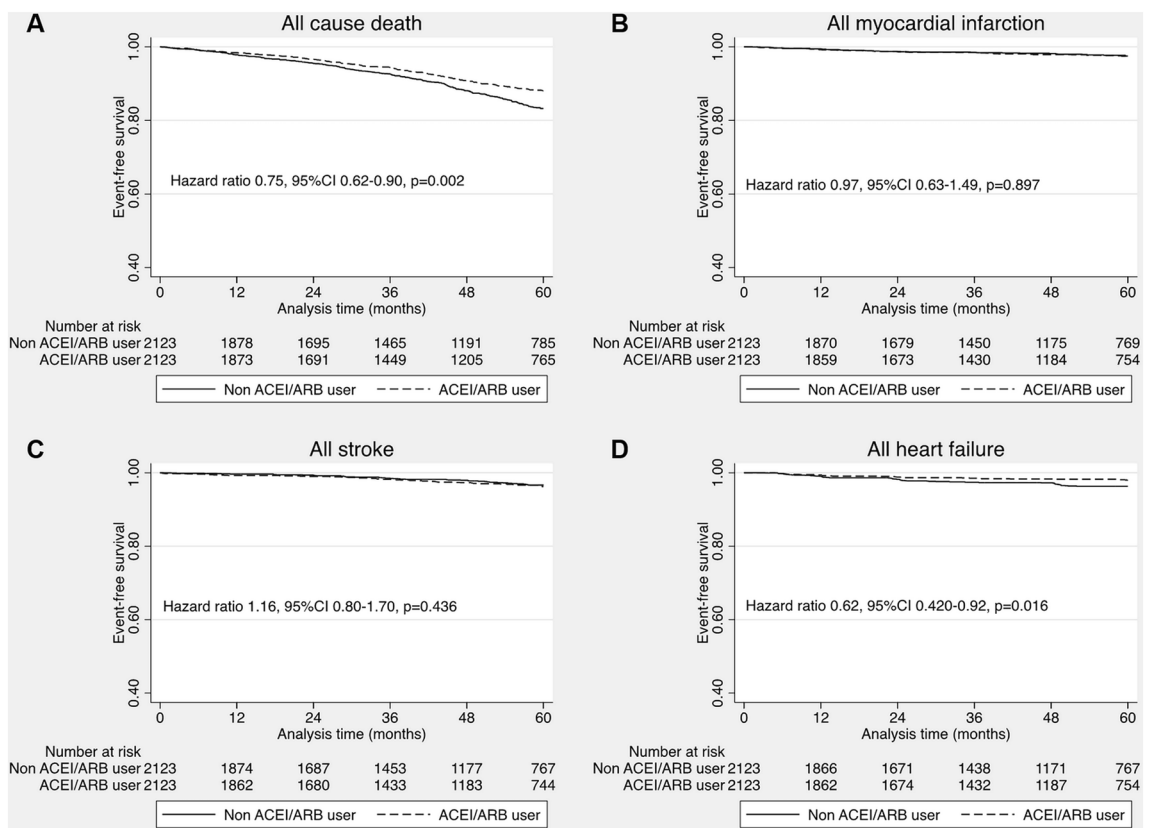 A
All cause death
Event-free survival
1.00
0.80
0.60
0.40
Hazard ratio 0.75, 95%CI 0.62-0.90, p=0.002
0 12 24 36 48 60
Analysis time (months)
Number at risk
Non ACEI/ARB user 2123 1878 1695 1465 1191 785
ACEI/ARB user 2123 1873 1691 1449 1205 765
Non ACEI/ARB user ACEI/ARB user
B
All myocardial infarction
Event-free survival
1.00
0.80
0.60
0.40
Hazard ratio 0.97, 95%CI 0.63-1.49, p=0.897
0 12 24 36 48 60
Analysis time (months)
Number at risk
Non ACEI/ARB user 2123 1870 1679 1450 1175 769
ACEI/ARB user 2123 1859 1673 1430 1184 754
Non ACEI/ARB user ACEI/ARB user
C
All stroke
Event-free survival
1.00
0.80
0.60
0.40
Hazard ratio 1.16, 95%CI 0.80-1.70, p=0.436
0 12 24 36 48 60
Analysis time (months)
Number at risk
Non ACEI/ARB user 2123 1874 1687 1453 1177 767
ACEI/ARB user 2123 1862 1680 1433 1183 744
Non ACEI/ARB user ACEI/ARB user
D
All heart failure
Event-free survival
1.00
0.80
0.60
0.40
Hazard ratio 0.62, 95%CI 0.420-0.92, p=0.016
0 12 24 36 48 60
Analysis time (months)
Number at risk
Non ACEI/ARB user 2123 1866 1671 1438 1171 767
ACEI/ARB user 2123 1862 1674 1432 1187 754
Non ACEI/ARB user ACEI/ARB user